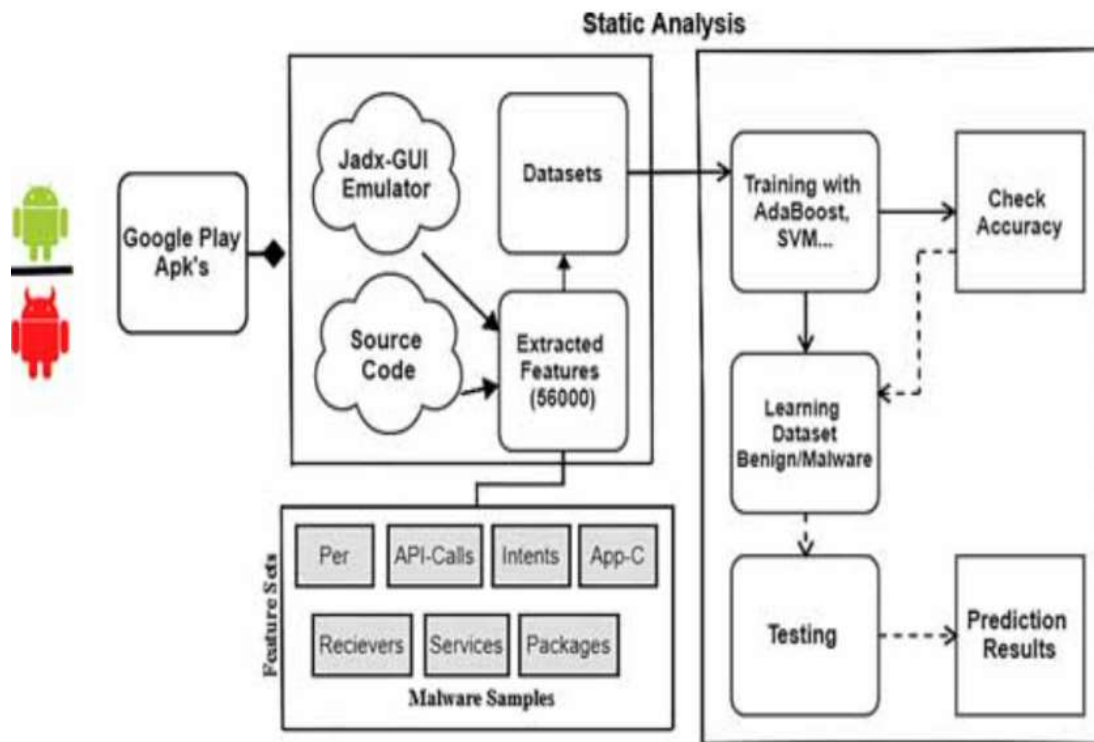 Static Analysis
Google Play
Apk's
Jadx-GUI
Emulator
Source
Code
Datasets
Extracted
Features
(56000)
Training with
AdaBoost,
SVM...
Check
Accuracy
Learning
Dataset
Benign/Malware
Testing
Prediction
Results
Feature Sets
Per
API-Calls
Intents
App-C
Recievers
Services
Packages
Malware Samples